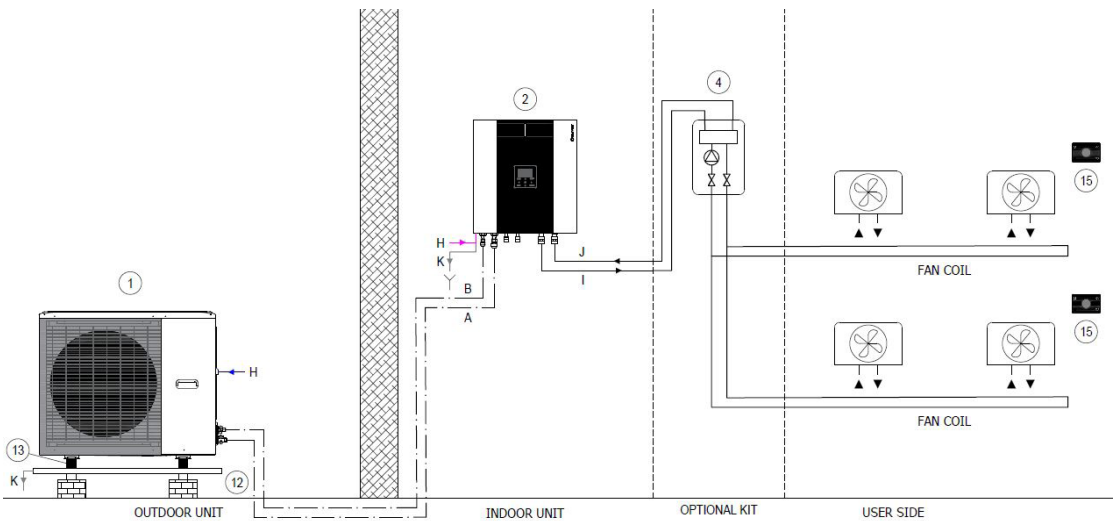 4
2
15
1
H
J
K
I
FAN COIL
B
A
15
H
FAN COIL
13
K
12
OUTDOOR UNIT
INDOOR UNIT
OPTIONAL KIT
USER SIDE